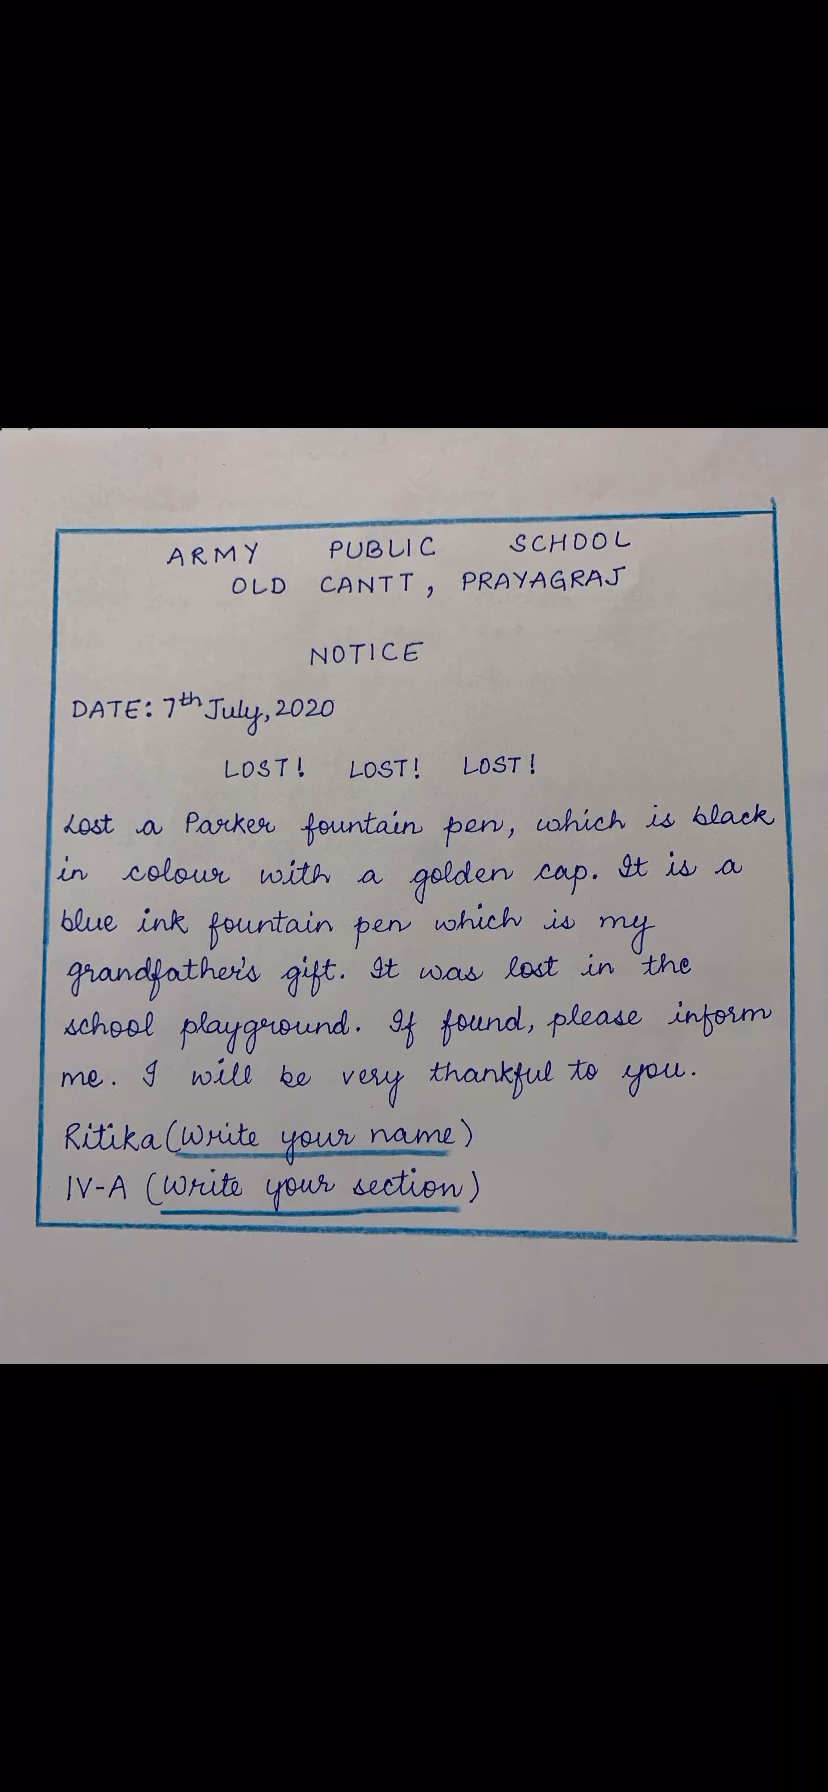 ARMY PUBLIC SCHOOL
OLD CANTT, PRAYAGRAJ
NOTICE
DATE: 7th July, 2020
LOST! LOST! LOST!
Lost a Parker fountain pen, which is black
in colour with a golden cap. It is a
blue ink fountain pen which is my
grandfather's gift. It was lost in the
school playground. If found, please inform
me. I will be very thankful to you.
Ritika (Write your name)
IV-A (Write your section)